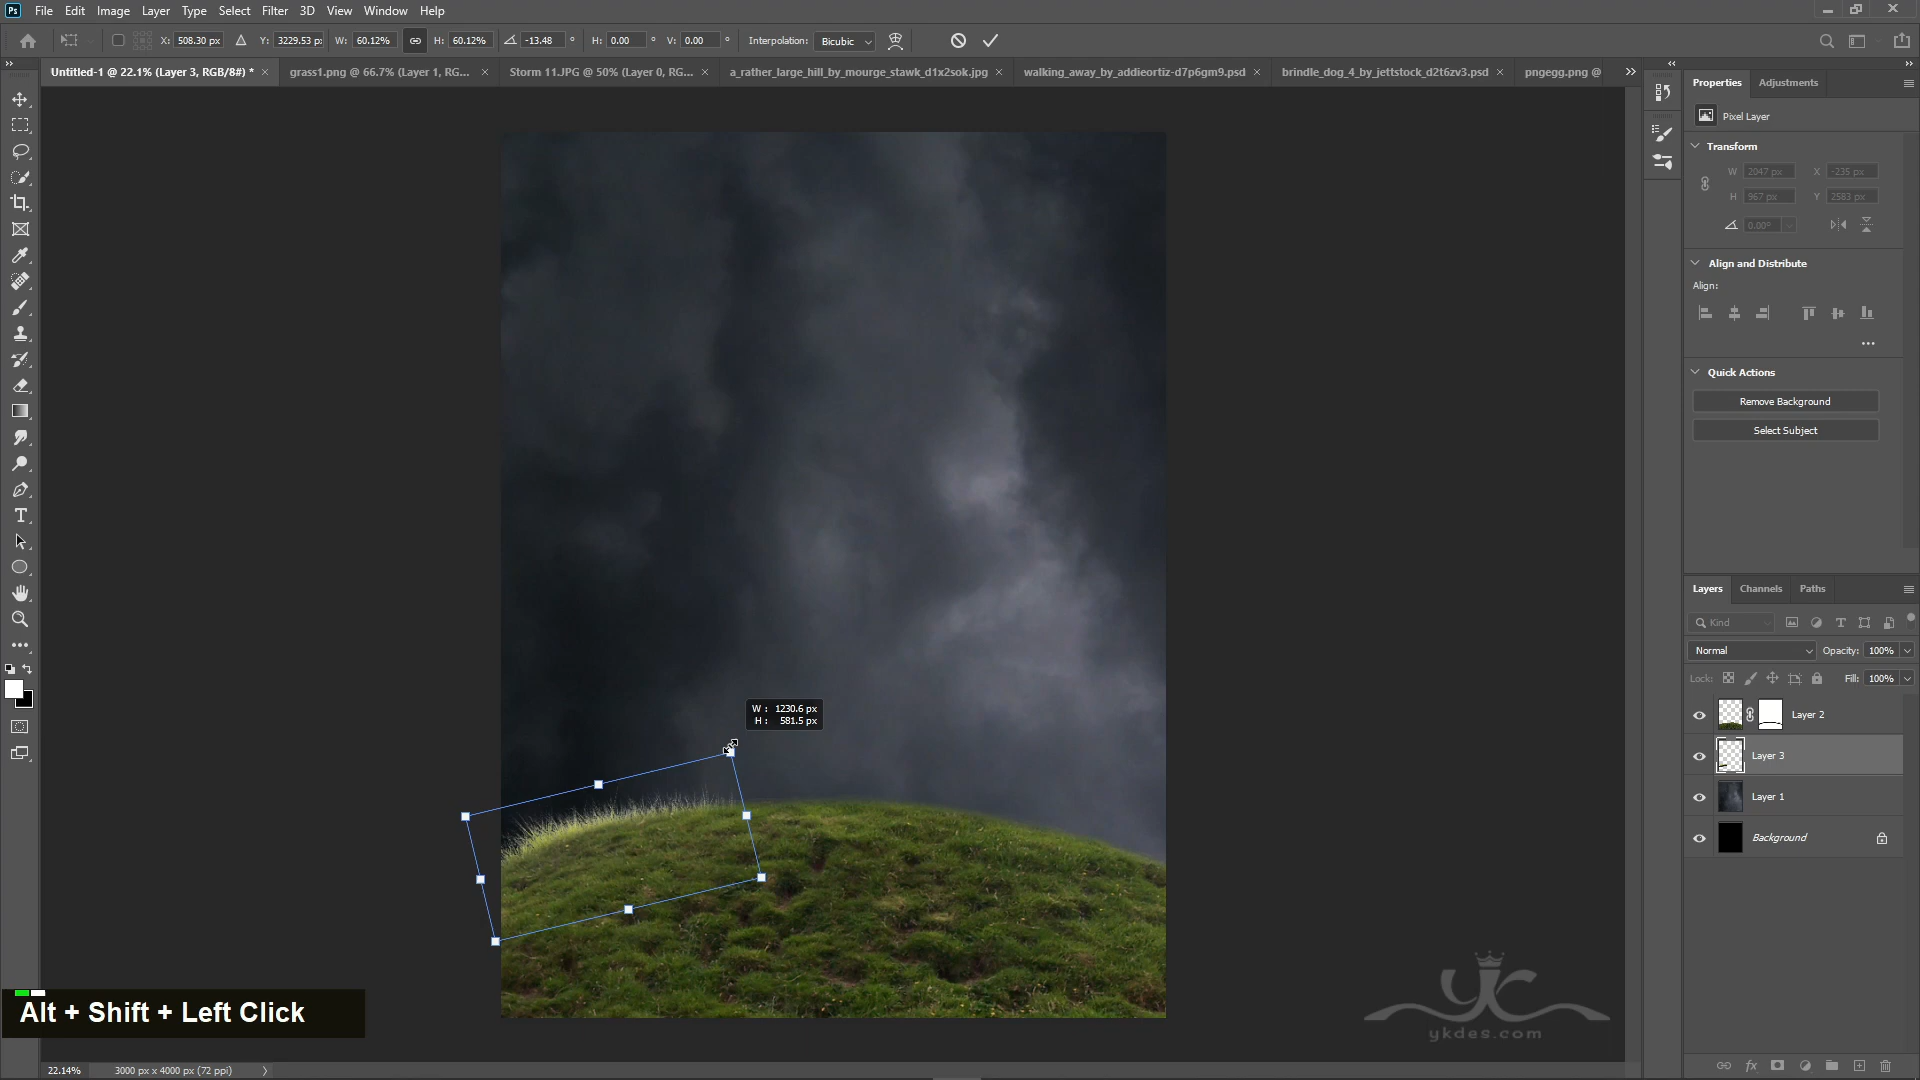 Ps File Edit Image Layer Type Select Filter 3D View Window Help
X: 508.30 px Y: 3229.53 px W: 60.12% H: 60.12% -13.48 ° H: 0.00 ° V: 0.00 ° Interpolation: Bicubic
Untitled-1 @ 22.1% (Layer 3, RGB/8#) * grass1.png @ 66.7% (Layer 1, RG... Storm 11.JPG @ 50% (Layer 0, RG... a_rather_large_hill_by_mourge_stawk_d1x2sok.jpg walking_away_by_addieortiz-d7p6gm9.psd brindle_dog_4_by_jettstock_d2t6zv3.psd pngegg.png @
Properties Adjustments
Pixel Layer
Transform
W 2047 px X -235 px
H 967 px Y 2583 px
0.00°
Align and Distribute
Align:
Quick Actions
Remove Background
Select Subject
W : 1230.6 px
H : 581.5 px
Layers Channels Paths
Kind
Normal Opacity: 100%
Lock: Fill: 100%
Layer 2
Layer 3
Layer 1
Background
Alt + Shift + Left Click
ykdes.com
22.14% 3000 px x 4000 px (72 ppi)